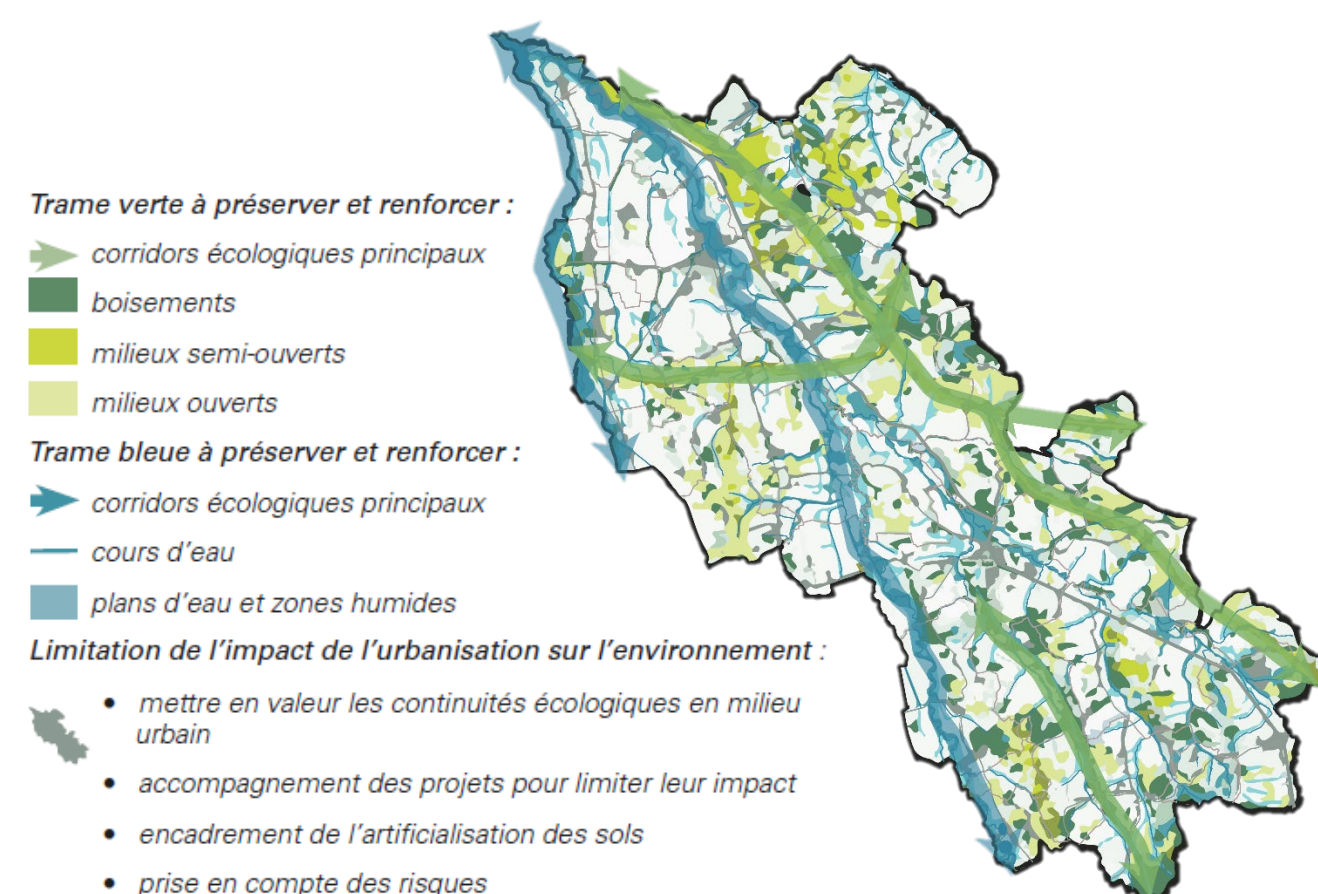 Trame verte à préserver et renforcer :
corridors écologiques principaux
boisements
milieux semi-ouverts
milieux ouverts
Trame bleue à préserver et renforcer :
corridors écologiques principaux
cours d'eau
plans d'eau et zones humides
Limitation de l'impact de l'urbanisation sur l'environnement :
• mettre en valeur les continuités écologiques en milieu
urbain
• accompagnement des projets pour limiter leur impact
• encadrement de l'artificialisation des sols
• prise en compte des risques